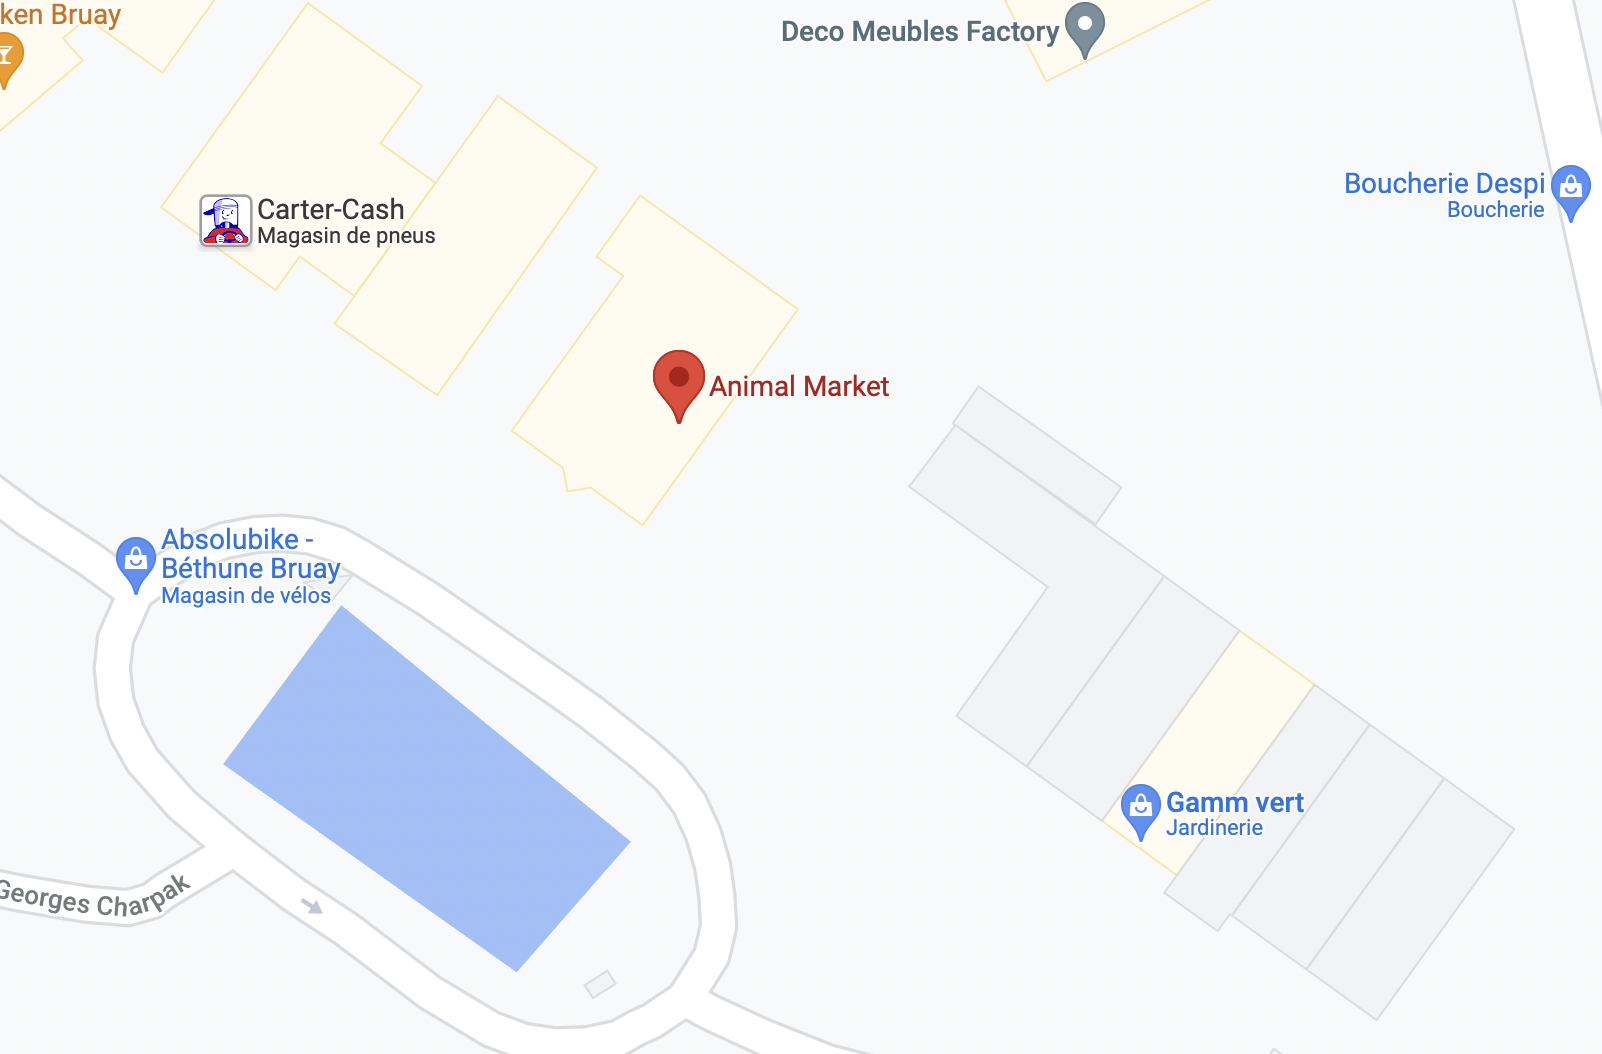 ken Bruay
Deco Meubles Factory
Boucherie Despi
Boucherie
Carter-Cash
Magasin de pneus
Animal Market
Absolubike -
Béthune Bruay
Magasin de vélos
Gamm vert
Jardinerie
Georges Charpak